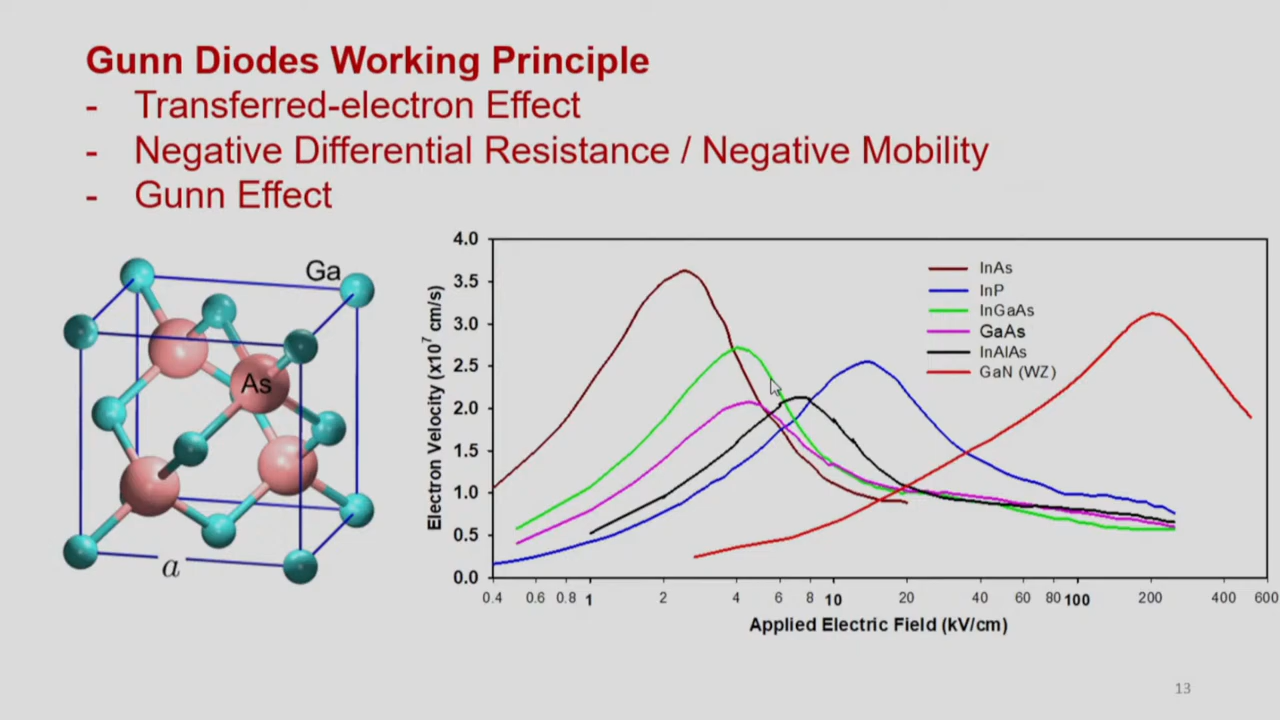 Gunn Diodes Working Principle
- Transferred-electron Effect
- Negative Differential Resistance / Negative Mobility
- Gunn Effect
Ga
As
a
4.0
3.5
3.0
2.5
2.0
1.5
1.0
0.5
0.0
Electron Velocity (x10⁷ cm/s)
InAs
InP
InGaAs
GaAs
InAlAs
GaN (WZ)
0.4 0.6 0.8 1 2 4 6 8 10 20 40 60 80 100 200 400 600
Applied Electric Field (kV/cm)
13